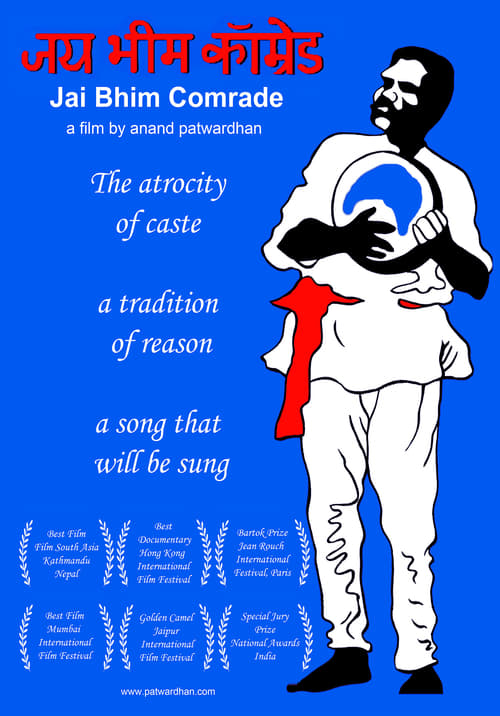 जय भीम कॉम्रेड
Jai Bhim Comrade
a film by anand patwardhan
The atrocity
of caste
a tradition
of reason
a song that
will be sung
Best Film
Film South Asia
Kathmandu
Nepal
Best
Documentary
Hong Kong
International
Film Festival
Bartok Prize
Jean Rouch
International
Festival, Paris
Best Film
Mumbai
International
Film Festival
Golden Camel
Jaipur
International
Film Festival
Special Jury
Prize
National Awards
India
www.patwardhan.com